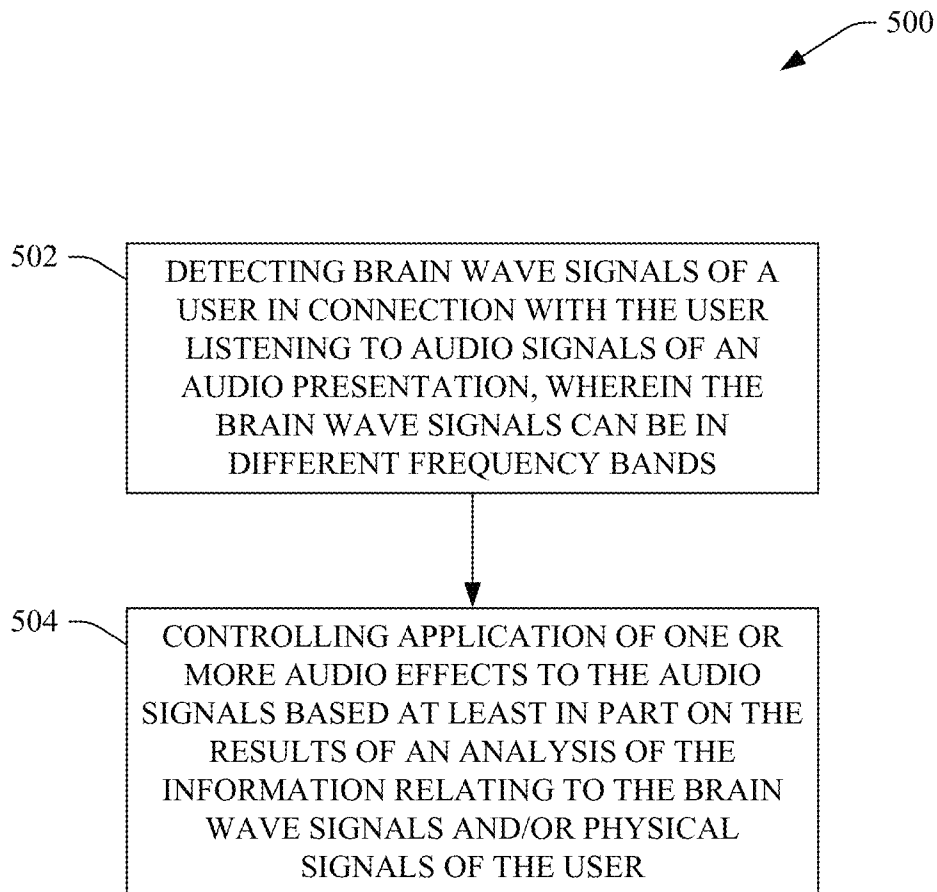 500
502
DETECTING BRAIN WAVE SIGNALS OF A
USER IN CONNECTION WITH THE USER
LISTENING TO AUDIO SIGNALS OF AN
AUDIO PRESENTATION, WHEREIN THE
BRAIN WAVE SIGNALS CAN BE IN
DIFFERENT FREQUENCY BANDS
504
CONTROLLING APPLICATION OF ONE OR
MORE AUDIO EFFECTS TO THE AUDIO
SIGNALS BASED AT LEAST IN PART ON THE
RESULTS OF AN ANALYSIS OF THE
INFORMATION RELATING TO THE BRAIN
WAVE SIGNALS AND/OR PHYSICAL
SIGNALS OF THE USER